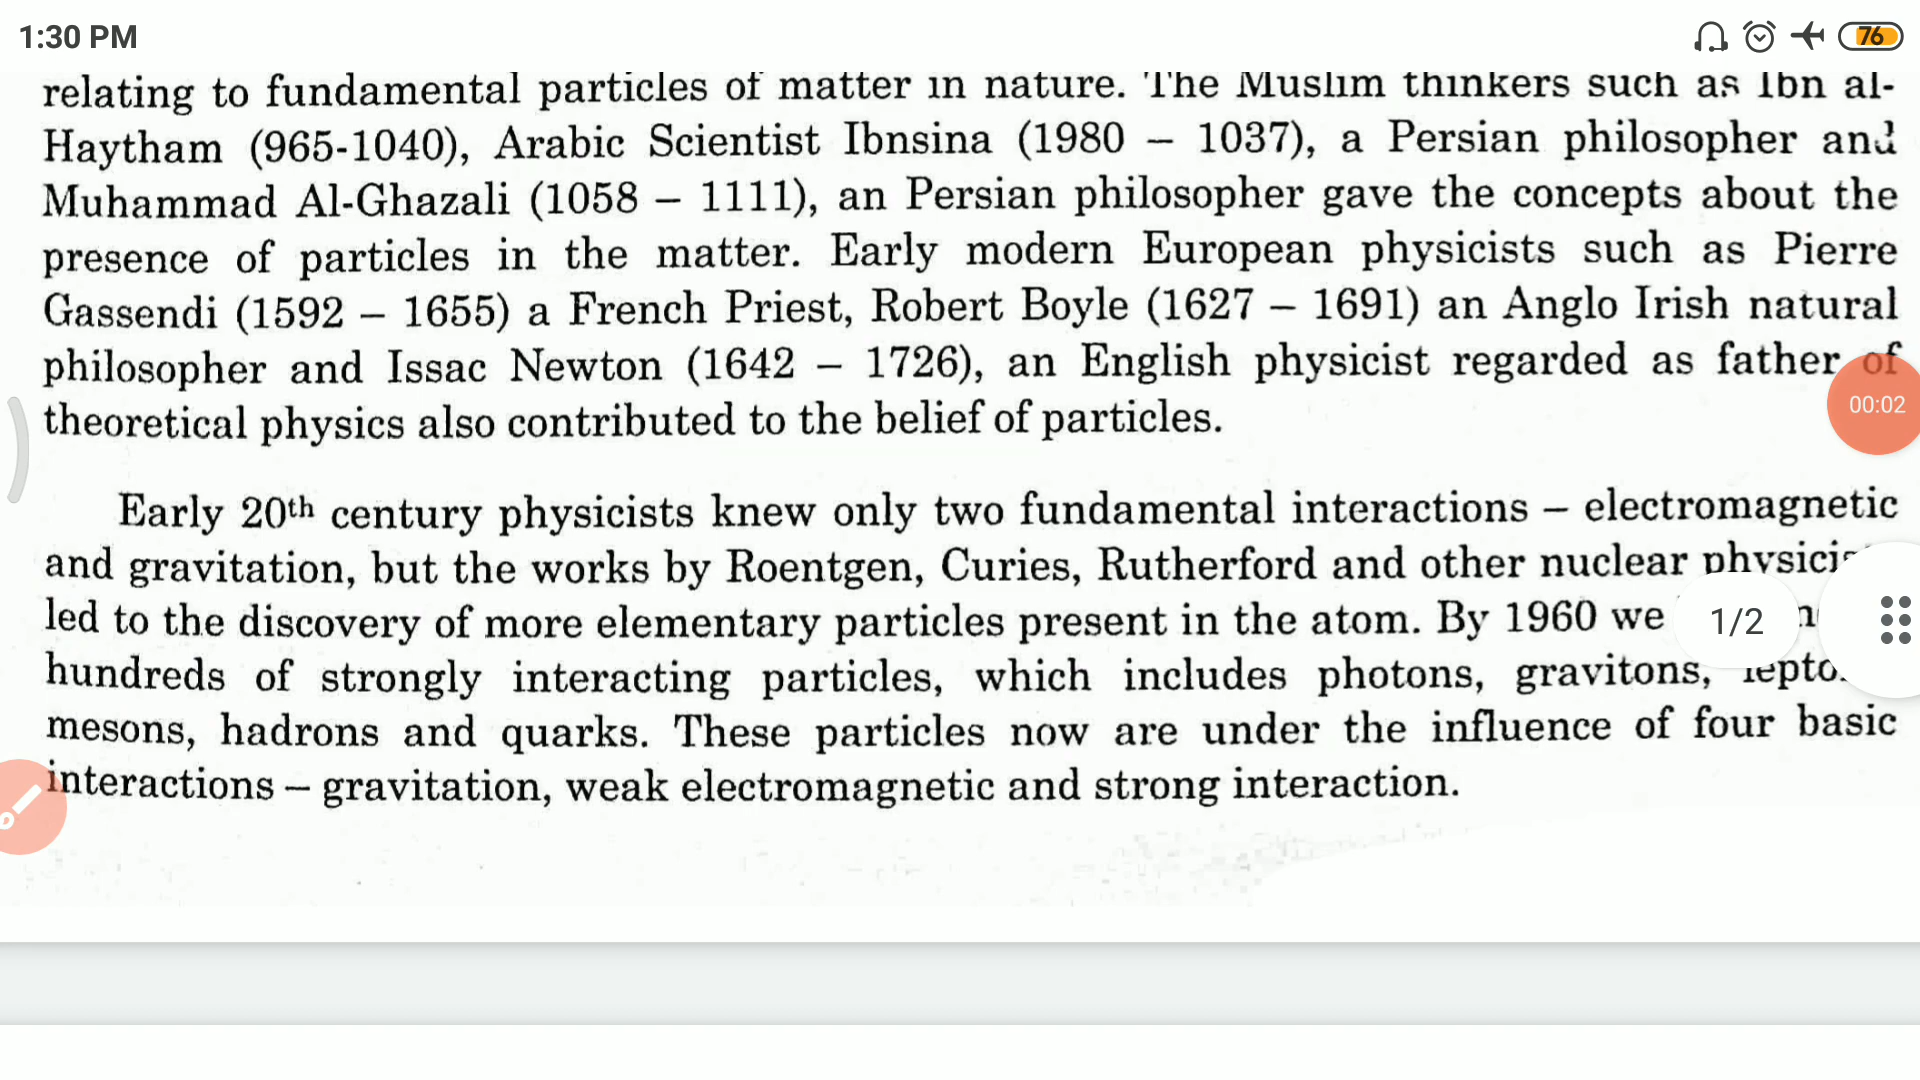 1:30 PM
76
relating to fundamental particles of matter in nature. The Muslim thinkers such as Ibn al-
Haytham (965-1040), Arabic Scientist Ibnsina (1980 – 1037), a Persian philosopher and
Muhammad Al-Ghazali (1058 – 1111), an Persian philosopher gave the concepts about the
presence of particles in the matter. Early modern European physicists such as Pierre
Gassendi (1592 – 1655) a French Priest, Robert Boyle (1627 – 1691) an Anglo Irish natural
philosopher and Issac Newton (1642 – 1726), an English physicist regarded as father of
00:02
theoretical physics also contributed to the belief of particles.
Early 20th century physicists knew only two fundamental interactions – electromagnetic
and gravitation, but the works by Roentgen, Curies, Rutherford and other nuclear
led to the discovery of more elementary particles present in the atom. By 1960 we
1/2
hundreds of strongly interacting particles, which includes photons, gravitons,
mesons, hadrons and quarks. These particles now are under the influence of four basic
interactions – gravitation, weak electromagnetic and strong interaction.